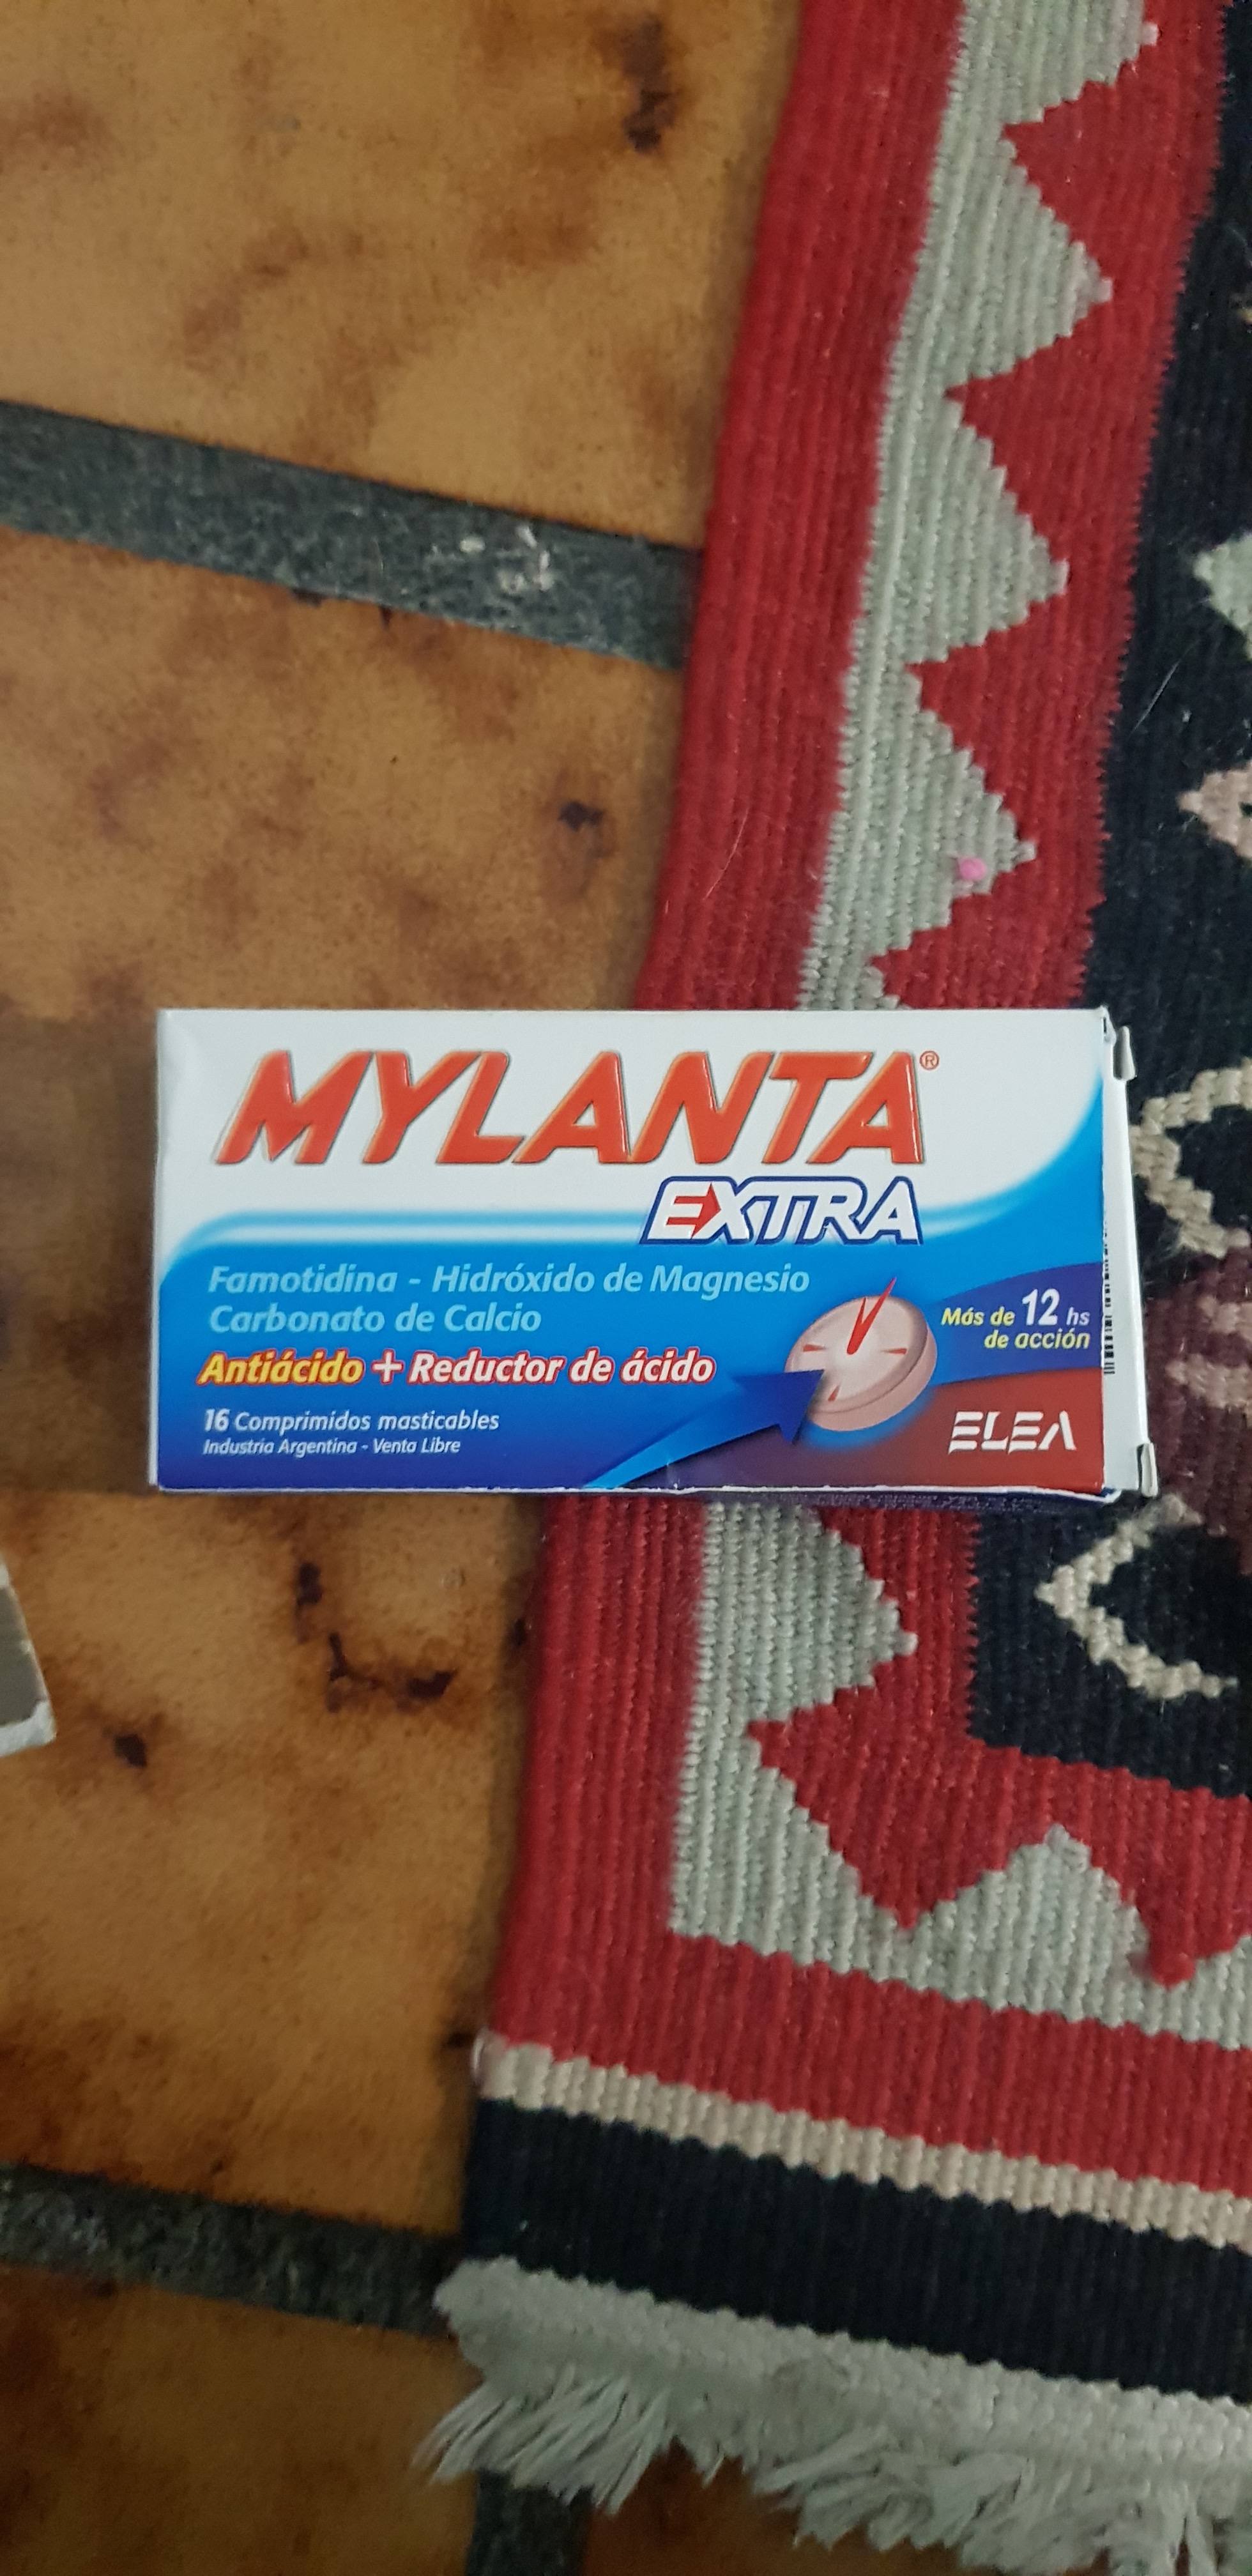 MYLANTA®
EXTRA
Famotidina - Hidróxido de Magnesio
Carbonato de Calcio
Antiácido + Reductor de ácido
16 Comprimidos masticables
Industria Argentina - Venta Libre
Más de 12 hs
de acción
ELEA